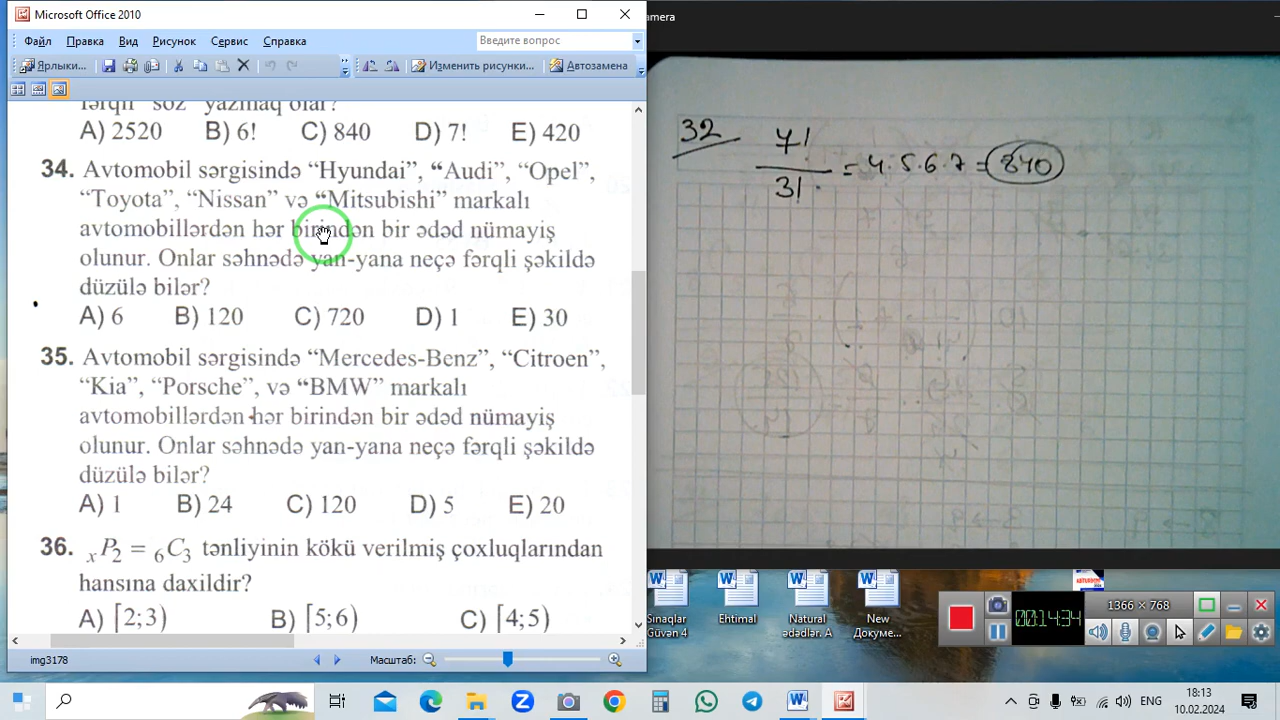 Microsoft Office 2010
Файл Правка Вид Рисунок Сервис Справка
Введите вопрос
Ярлыки... Изменить рисунки... Автозамена
fərqli "söz" yazmaq olar?
A) 2520 B) 6! C) 840 D) 7! E) 420
34. Avtomobil sərgisində “Hyundai”, “Audi”, “Opel”,
“Toyota”, “Nissan” və “Mitsubishi” markalı
avtomobillərdən hər birindən bir ədəd nümayiş
olunur. Onlar səhnədə yan-yana neçə fərqli şəkildə
düzülə bilər?
A) 6 B) 120 C) 720 D) 1 E) 30
35. Avtomobil sərgisində “Mercedes-Benz”, “Citroen”,
“Kia”, “Porsche”, və “BMW” markalı
avtomobillərdən hər birindən bir ədəd nümayiş
olunur. Onlar səhnədə yan-yana neçə fərqli şəkildə
düzülə bilər?
A) 1 B) 24 C) 120 D) 5 E) 20
36. ₓP₂ = ₆C₃ tənliyinin kökü verilmiş çoxluqlarından
hansına daxildir?
A) [2;3) B) [5;6) C) [4;5)
img3178 Масштаб:
amera
32 7!/3! = 4·5·6·7 = 840
Sınaqlar Güvən 4
Ehtimal
Natural ədədlər. A
New Докуме...
1366 × 768
00:14:34
ENG
18:13
10.02.2024